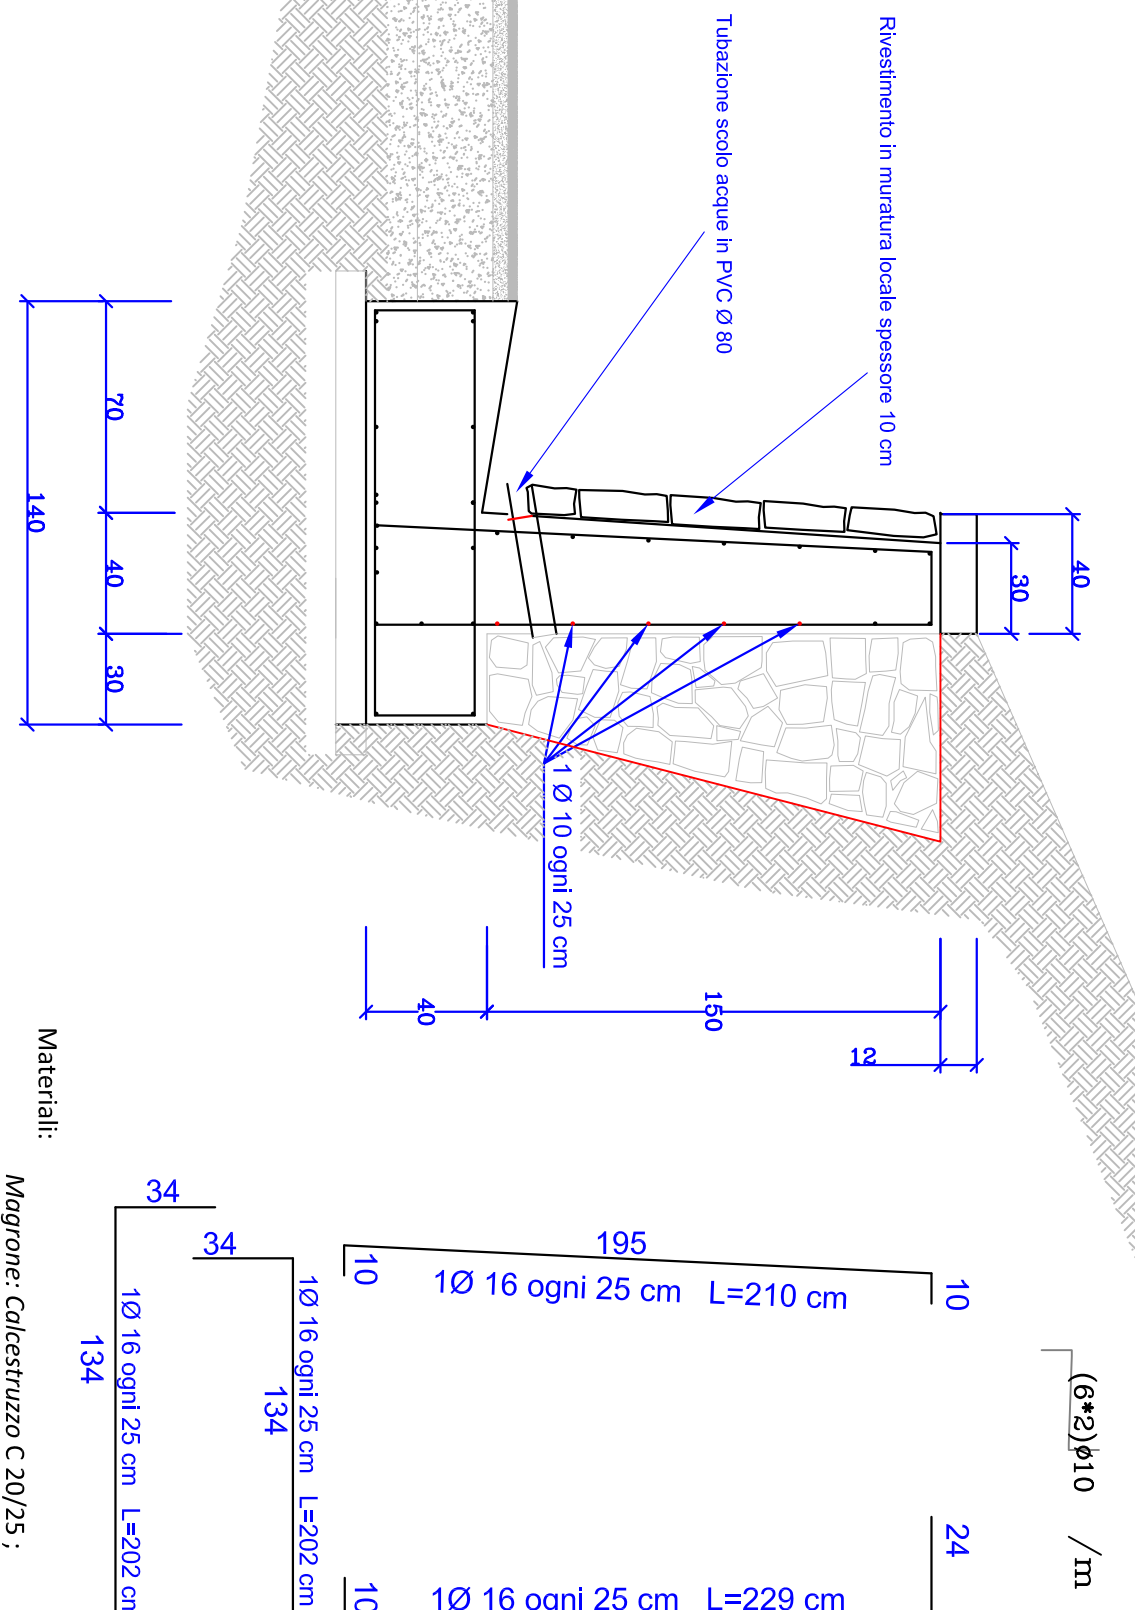 Rivestimento in muratura locale spessore 10 cm
Tubazione scolo acque in PVC Ø 80
40
30
70
40
30
140
1 Ø 10 ogni 25 cm
12
150
40
(6*2)ø10 /m
10
195
10
1Ø 16 ogni 25 cm L=210 cm
24
10
1Ø 16 ogni 25 cm L=229 cm
34
134
1Ø 16 ogni 25 cm L=202 cm
34
134
1Ø 16 ogni 25 cm L=202 cm
Materiali:
Magrone: Calcestruzzo C 20/25 ;